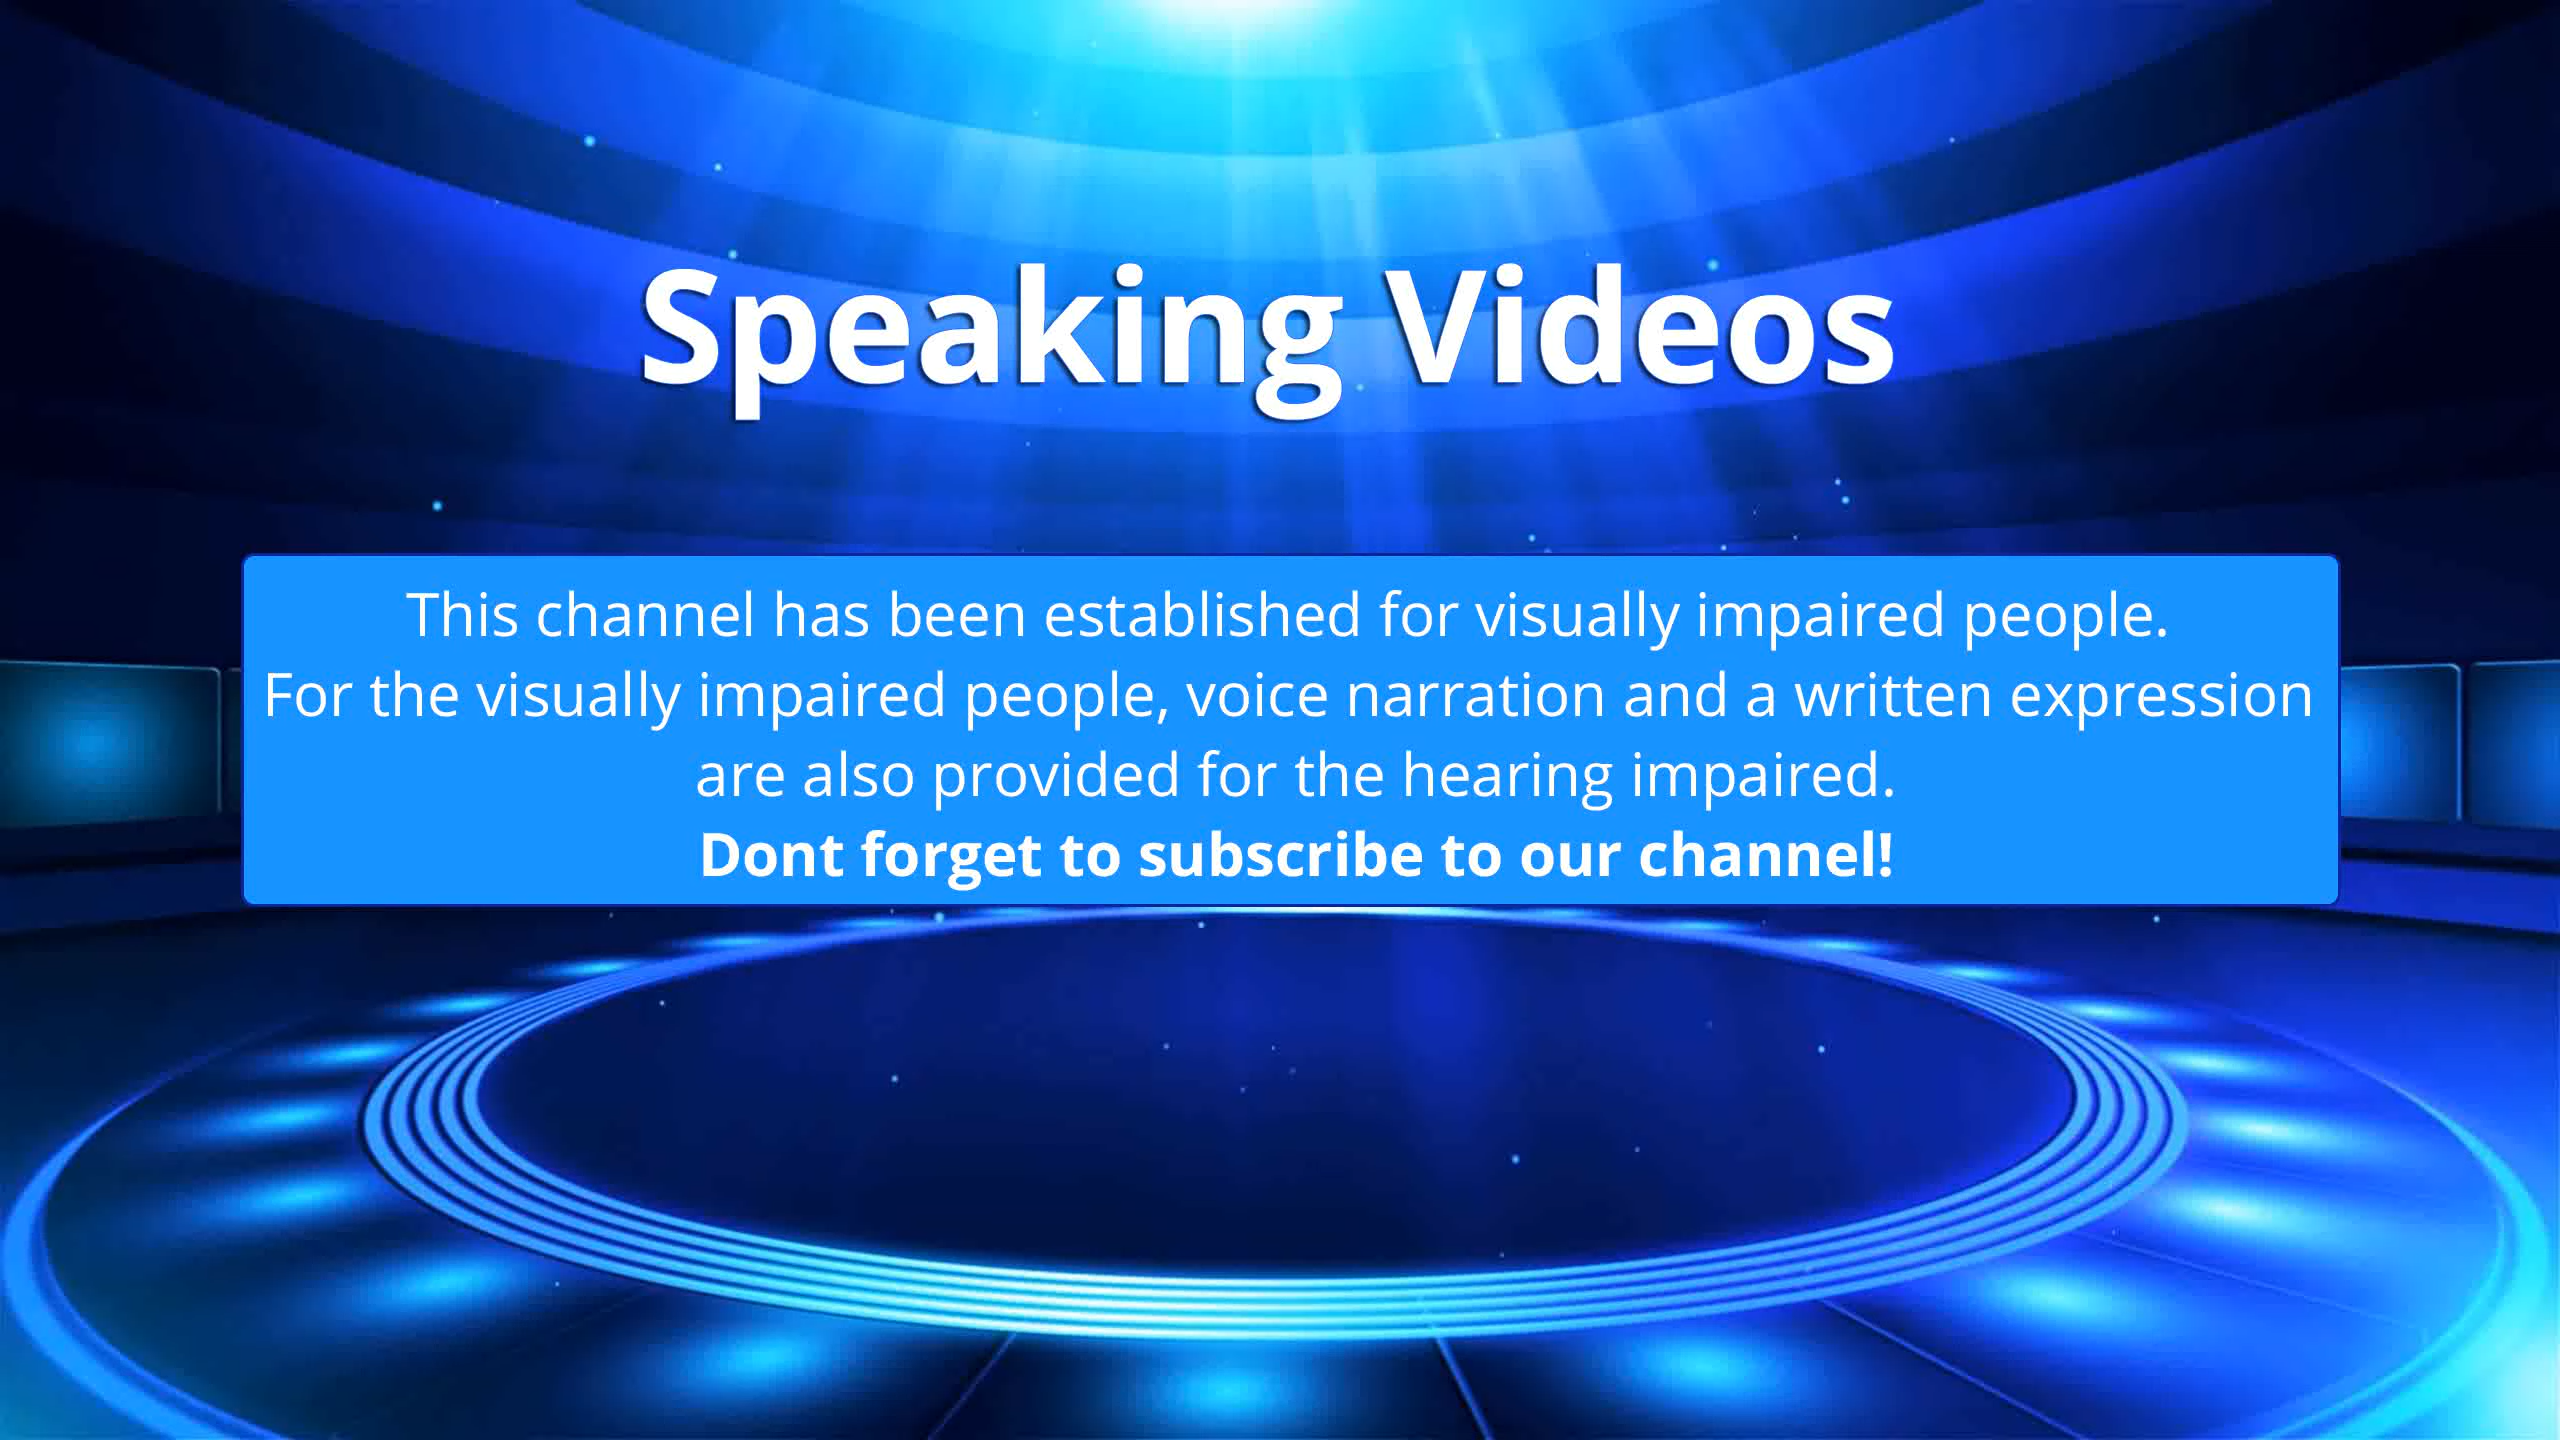 Speaking Videos
This channel has been established for visually impaired people.
For the visually impaired people, voice narration and a written expression
are also provided for the hearing impaired.
Dont forget to subscribe to our channel!